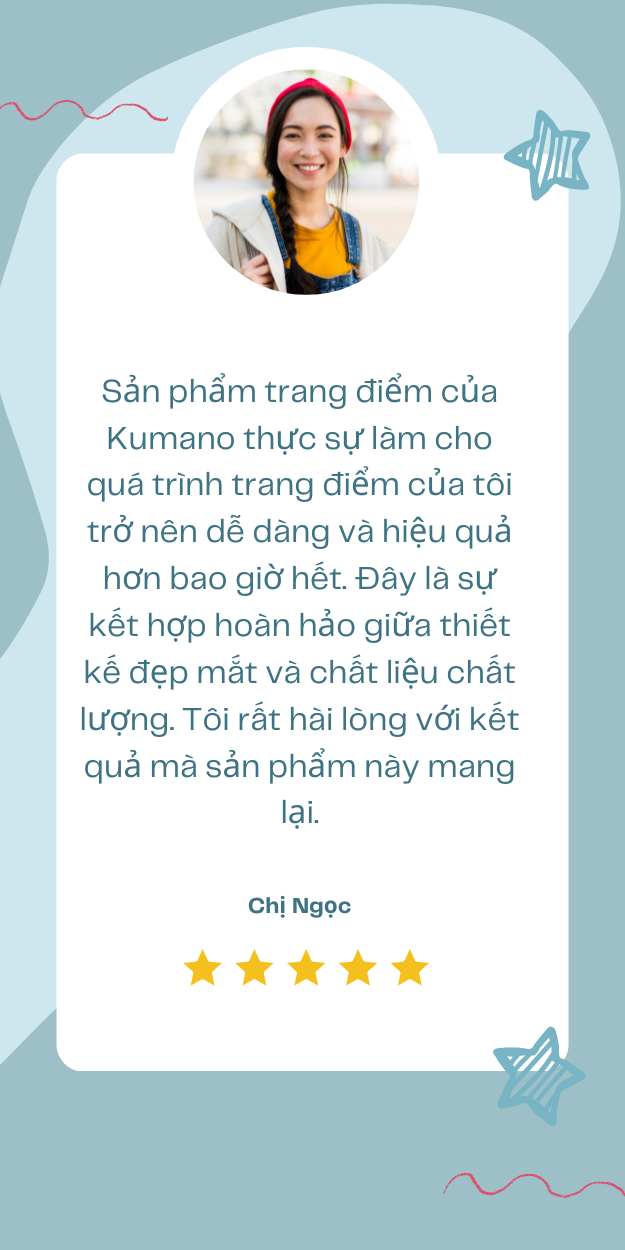 Sản phẩm trang điểm của
Kumano thực sự làm cho
quá trình trang điểm của tôi
trở nên dễ dàng và hiệu quả
hơn bao giờ hết. Đây là sự
kết hợp hoàn hảo giữa thiết
kế đẹp mắt và chất liệu chất
lượng. Tôi rất hài lòng với kết
quả mà sản phẩm này mang
lại.
Chị Ngọc